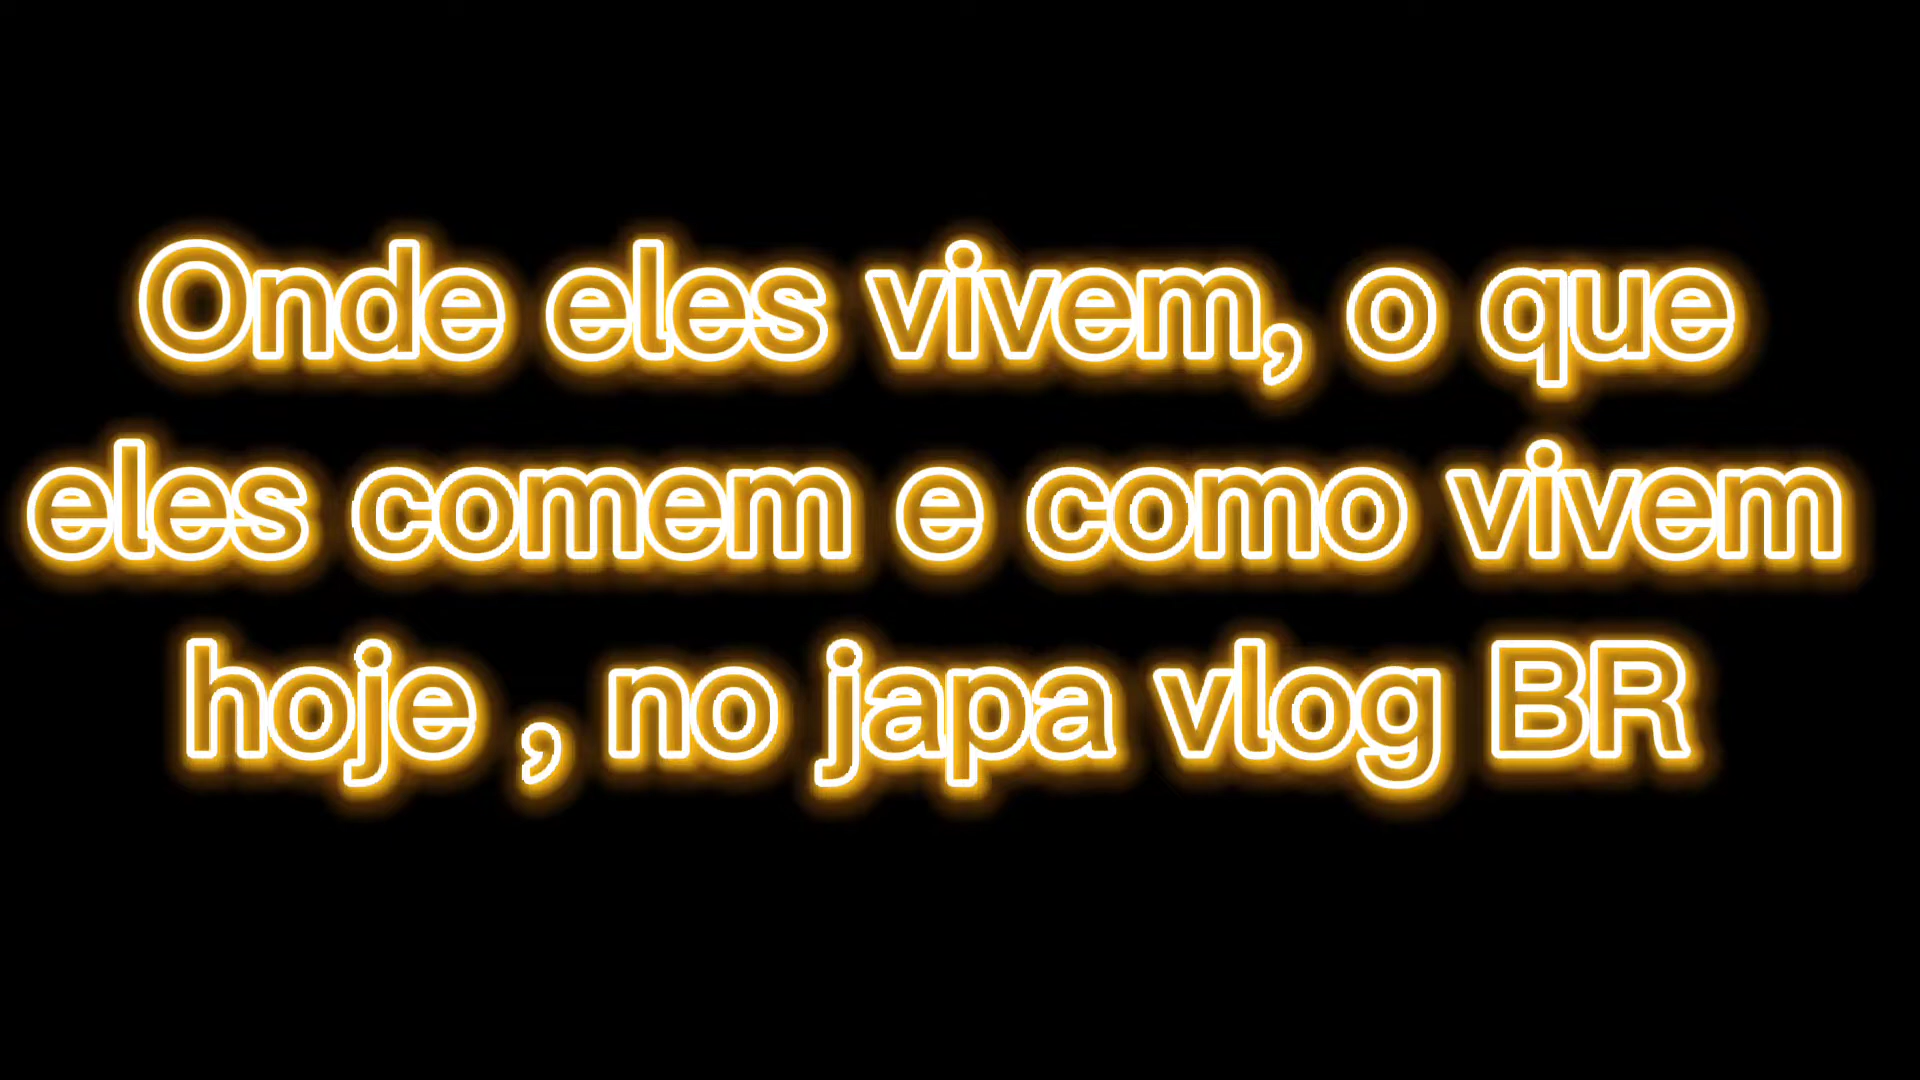 Onde eles vivem, o que
eles comem e como vivem
hoje , no japa vlog BR